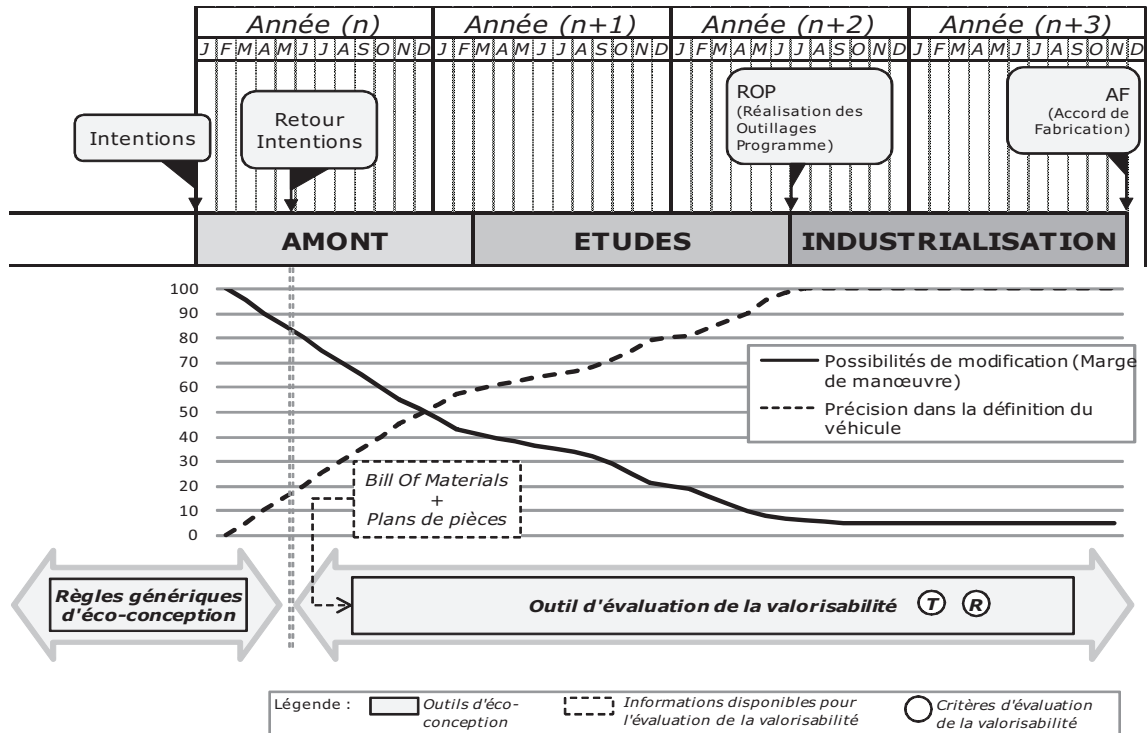 Année (n) Année (n+1) Année (n+2) Année (n+3)
J F M A M J J A S O N D J F M A M J J A S O N D J F M A M J J A S O N D J F M A M J J A S O N D
Intentions
Retour
Intentions
ROP
(Réalisation des
Outillages
Programme)
AF
(Accord de
Fabrication)
AMONT ETUDES INDUSTRIALISATION
100
90
80
70
60
50
40
30
20
10
0
Possibilités de modification (Marge
de manœuvre)
Précision dans la définition du
véhicule
Bill Of Materials
+
Plans de pièces
Règles génériques
d'éco-conception
Outil d'évaluation de la valorisabilité T R
Légende :
Outils d'éco-
conception
Informations disponibles pour
l'évaluation de la valorisabilité
Critères d'évaluation
de la valorisabilité